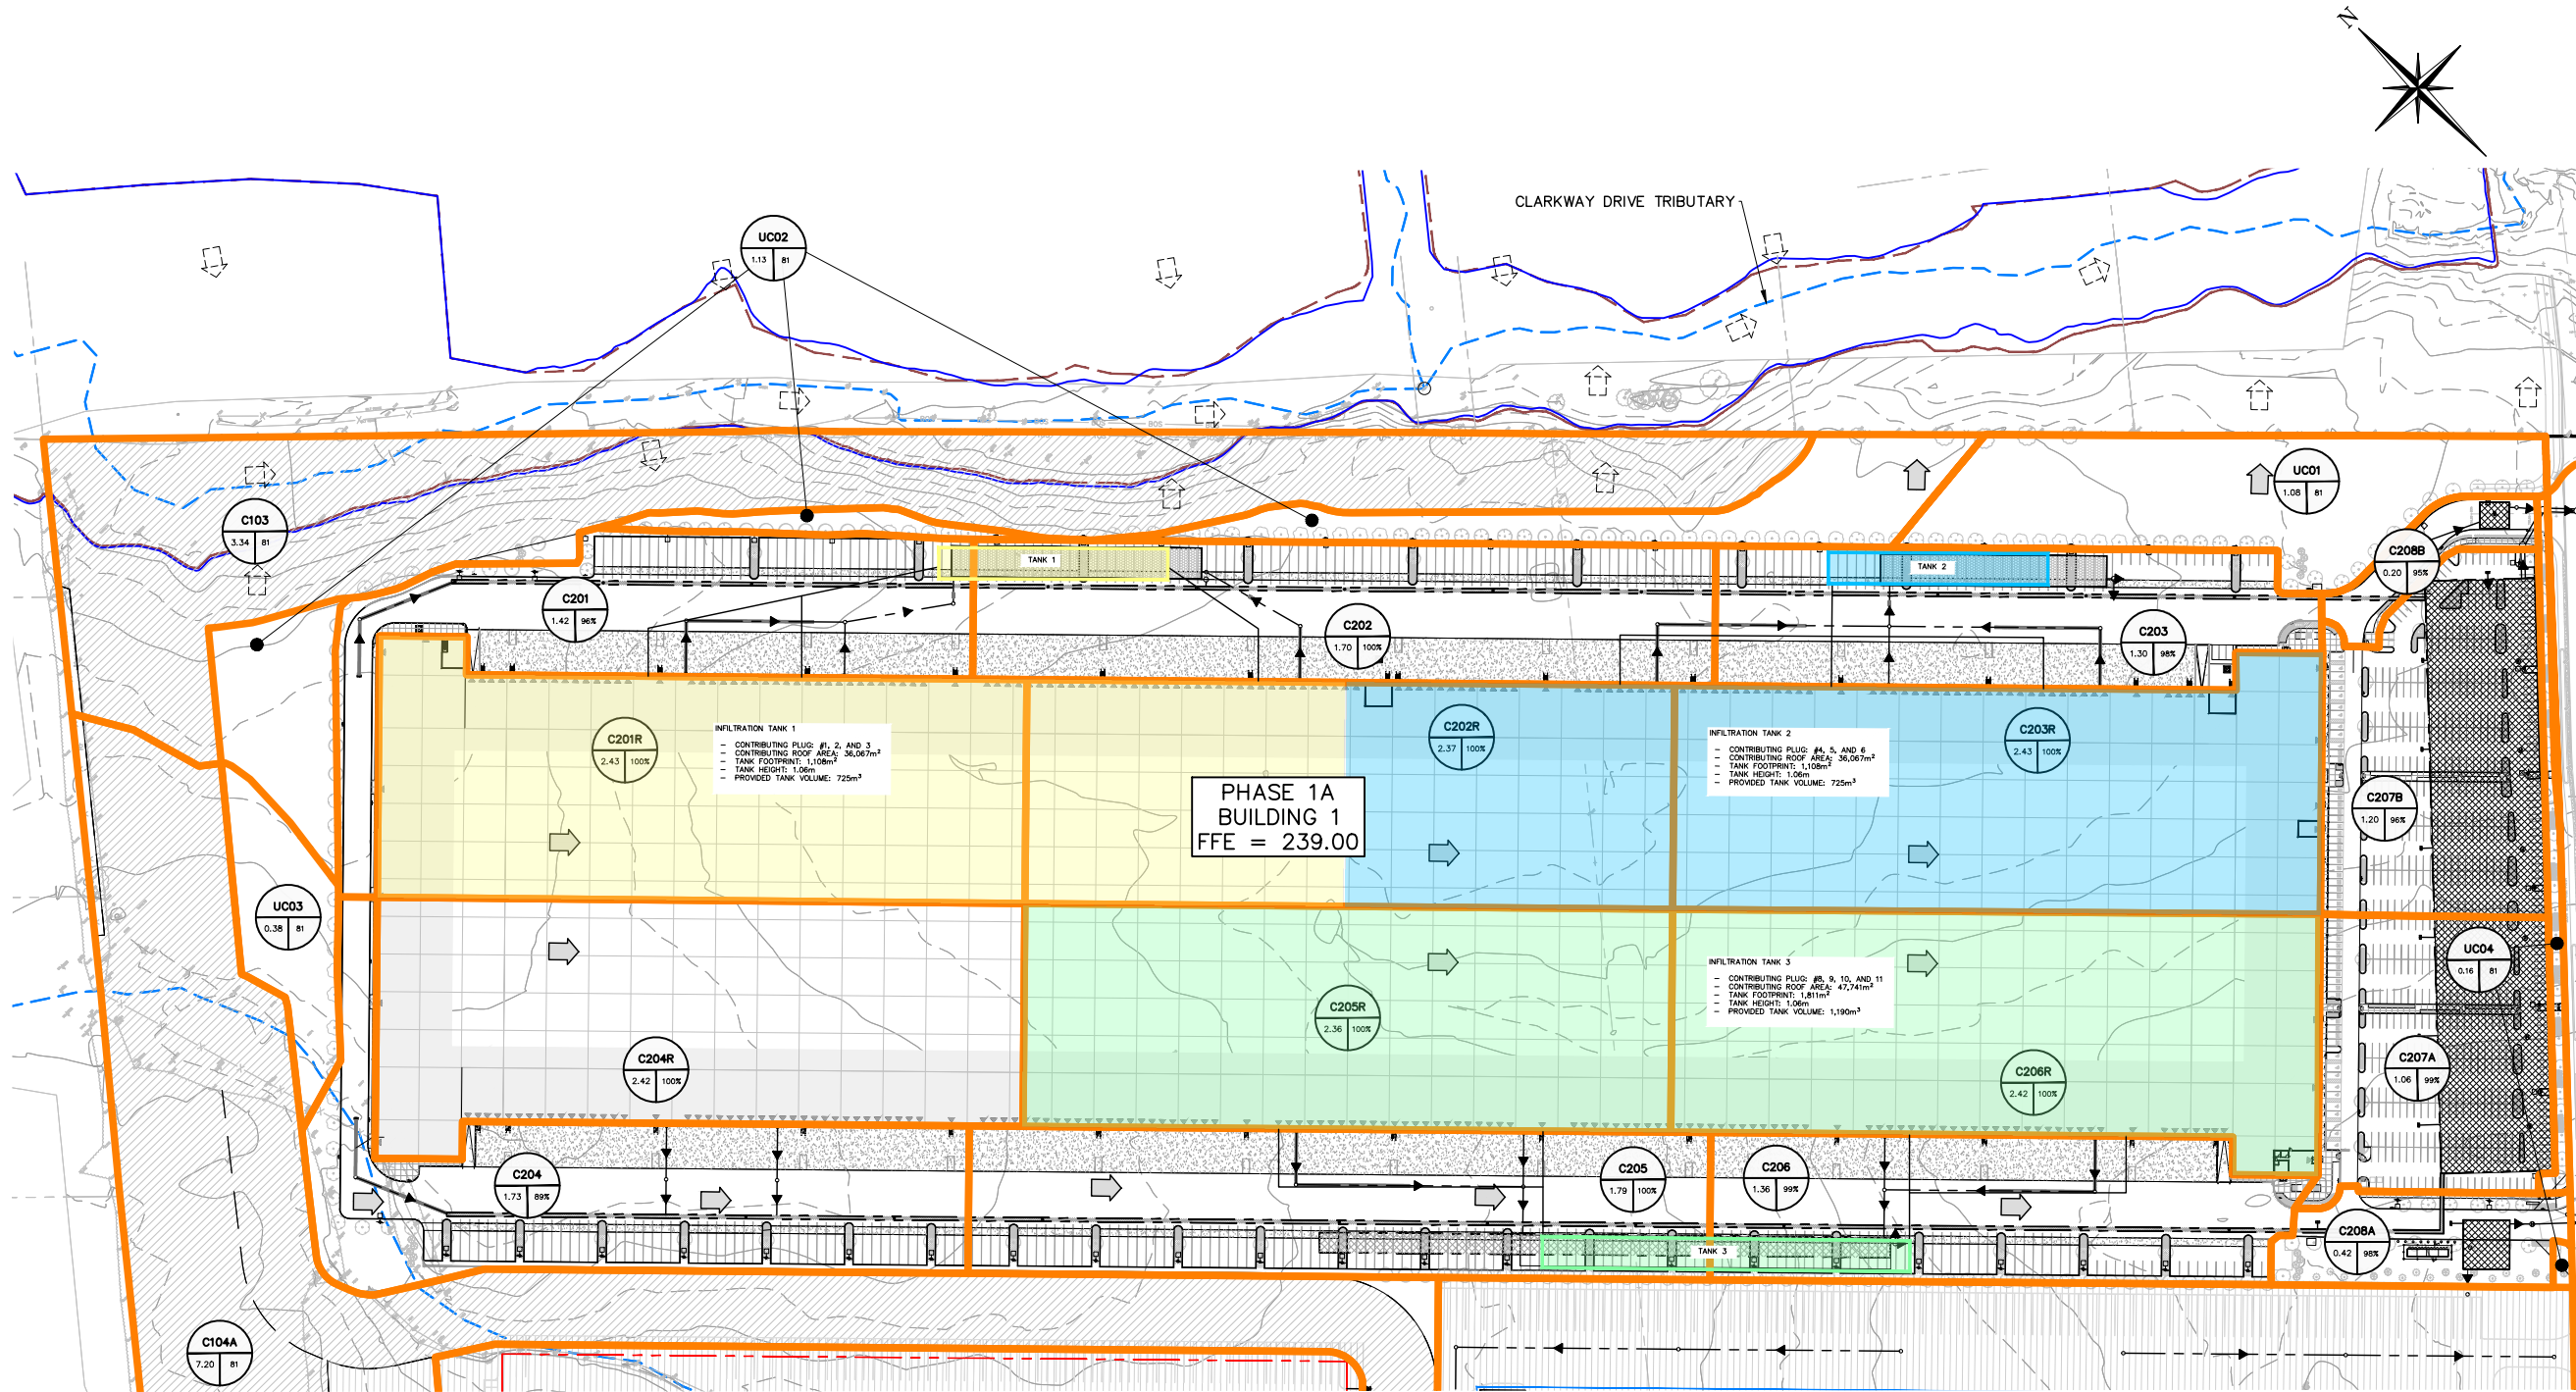 N
CLARKWAY DRIVE TRIBUTARY
UC02
1.13 81
UC01
1.08 81
C103
3.34 81
C208B
0.20 95%
TANK 1
TANK 2
C201
1.42 96%
C202
1.70 100%
C203
1.30 98%
C201R
2.43 100%
INFILTRATION TANK 1
- CONTRIBUTING PLUG: #1, 2, AND 3
- CONTRIBUTING ROOF AREA: 36,067m²
- TANK FOOTPRINT: 1,108m²
- TANK HEIGHT: 1.06m
- PROVIDED TANK VOLUME: 725m³
C202R
2.37 100%
INFILTRATION TANK 2
- CONTRIBUTING PLUG: #4, 5, AND 6
- CONTRIBUTING ROOF AREA: 36,067m²
- TANK FOOTPRINT: 1,108m²
- TANK HEIGHT: 1.06m
- PROVIDED TANK VOLUME: 725m³
C203R
2.43 100%
PHASE 1A
BUILDING 1
FFE = 239.00
C207B
1.20 96%
UC03
0.38 81
UC04
0.16 81
INFILTRATION TANK 3
- CONTRIBUTING PLUG: #8, 9, 10, AND 11
- CONTRIBUTING ROOF AREA: 47,741m²
- TANK FOOTPRINT: 1,811m²
- TANK HEIGHT: 1.06m
- PROVIDED TANK VOLUME: 1,190m³
C205R
2.36 100%
C204R
2.42 100%
C206R
2.42 100%
C207A
1.06 99%
C204
1.73 89%
C205
1.79 100%
C206
1.36 99%
C208A
0.42 98%
TANK 3
C104A
7.20 81